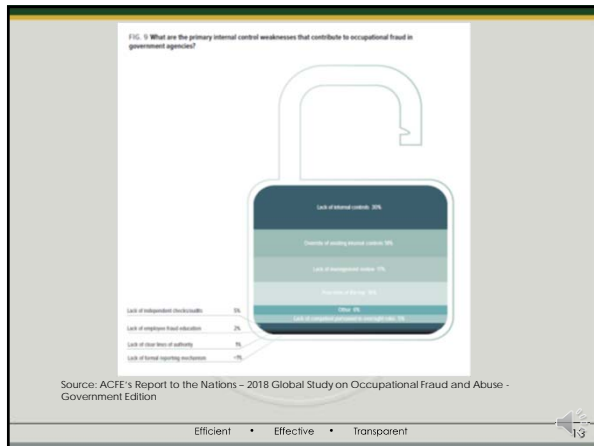 FIG. 9 What are the primary internal control weaknesses that contribute to occupational fraud in
government agencies?
Lack of internal controls 30%
Override of existing internal controls
Lack of management review 17%
Poor tone at the top
Other 6%
Lack of competent personnel in oversight roles 5%
Lack of independent checks/audits 5%
Lack of employee fraud education 2%
Lack of clear lines of authority 1%
Lack of formal reporting mechanism <1%
Source: ACFE's Report to the Nations – 2018 Global Study on Occupational Fraud and Abuse -
Government Edition
Efficient • Effective • Transparent
13